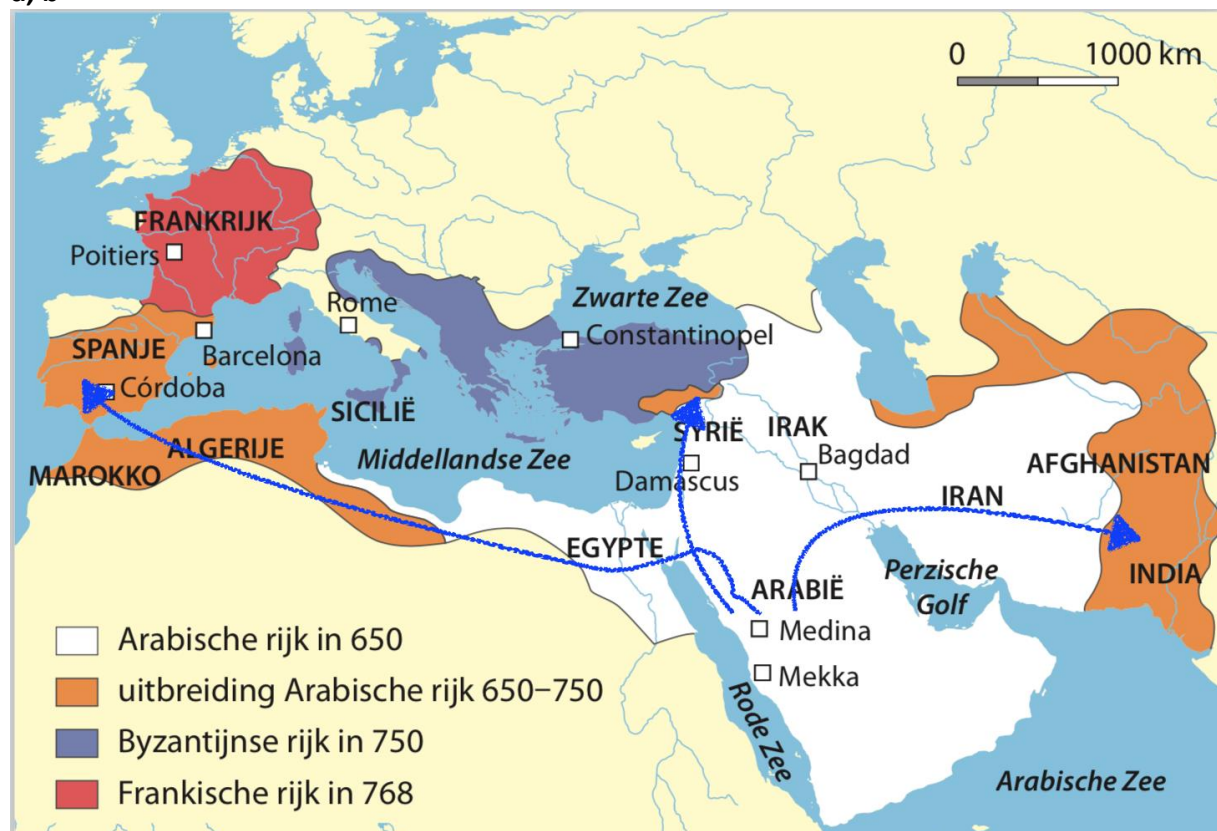 0 1000 km
FRANKRIJK
Poitiers
Zwarte Zee
Rome
Constantinopel
SPANJE
Barcelona
Córdoba
SICILIË
SYRIË
IRAK
ALGERIJE
Middellandse Zee
Bagdad
AFGHANISTAN
MAROKKO
Damascus
IRAN
EGYPTE
Perzische
Golf
INDIA
ARABIË
Medina
Mekka
Rode Zee
Arabische Zee
Arabische rijk in 650
uitbreiding Arabische rijk 650–750
Byzantijnse rijk in 750
Frankische rijk in 768